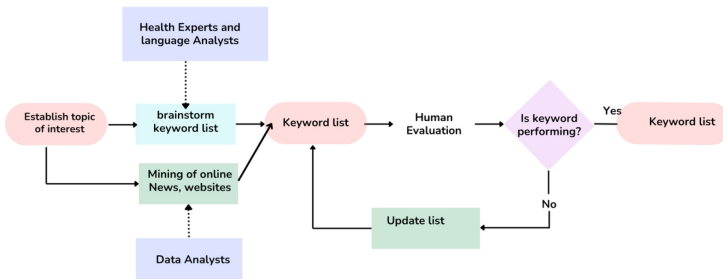 Health Experts and
language Analysts
Establish topic
of interest
brainstorm
keyword list
Keyword list
Human
Evaluation
Is keyword
performing?
Yes
Keyword list
Mining of online
News, websites
No
Update list
Data Analysts